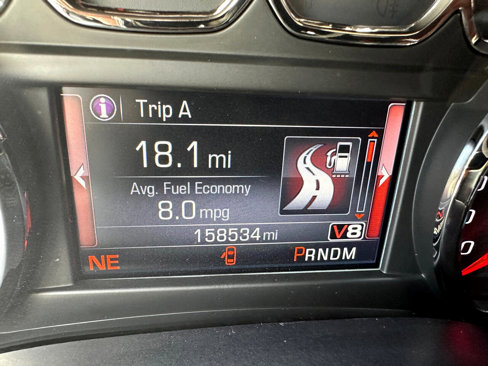 Trip A
18.1 mi
Avg. Fuel Economy
8.0 mpg
158534 mi
V8
NE
PRNDM